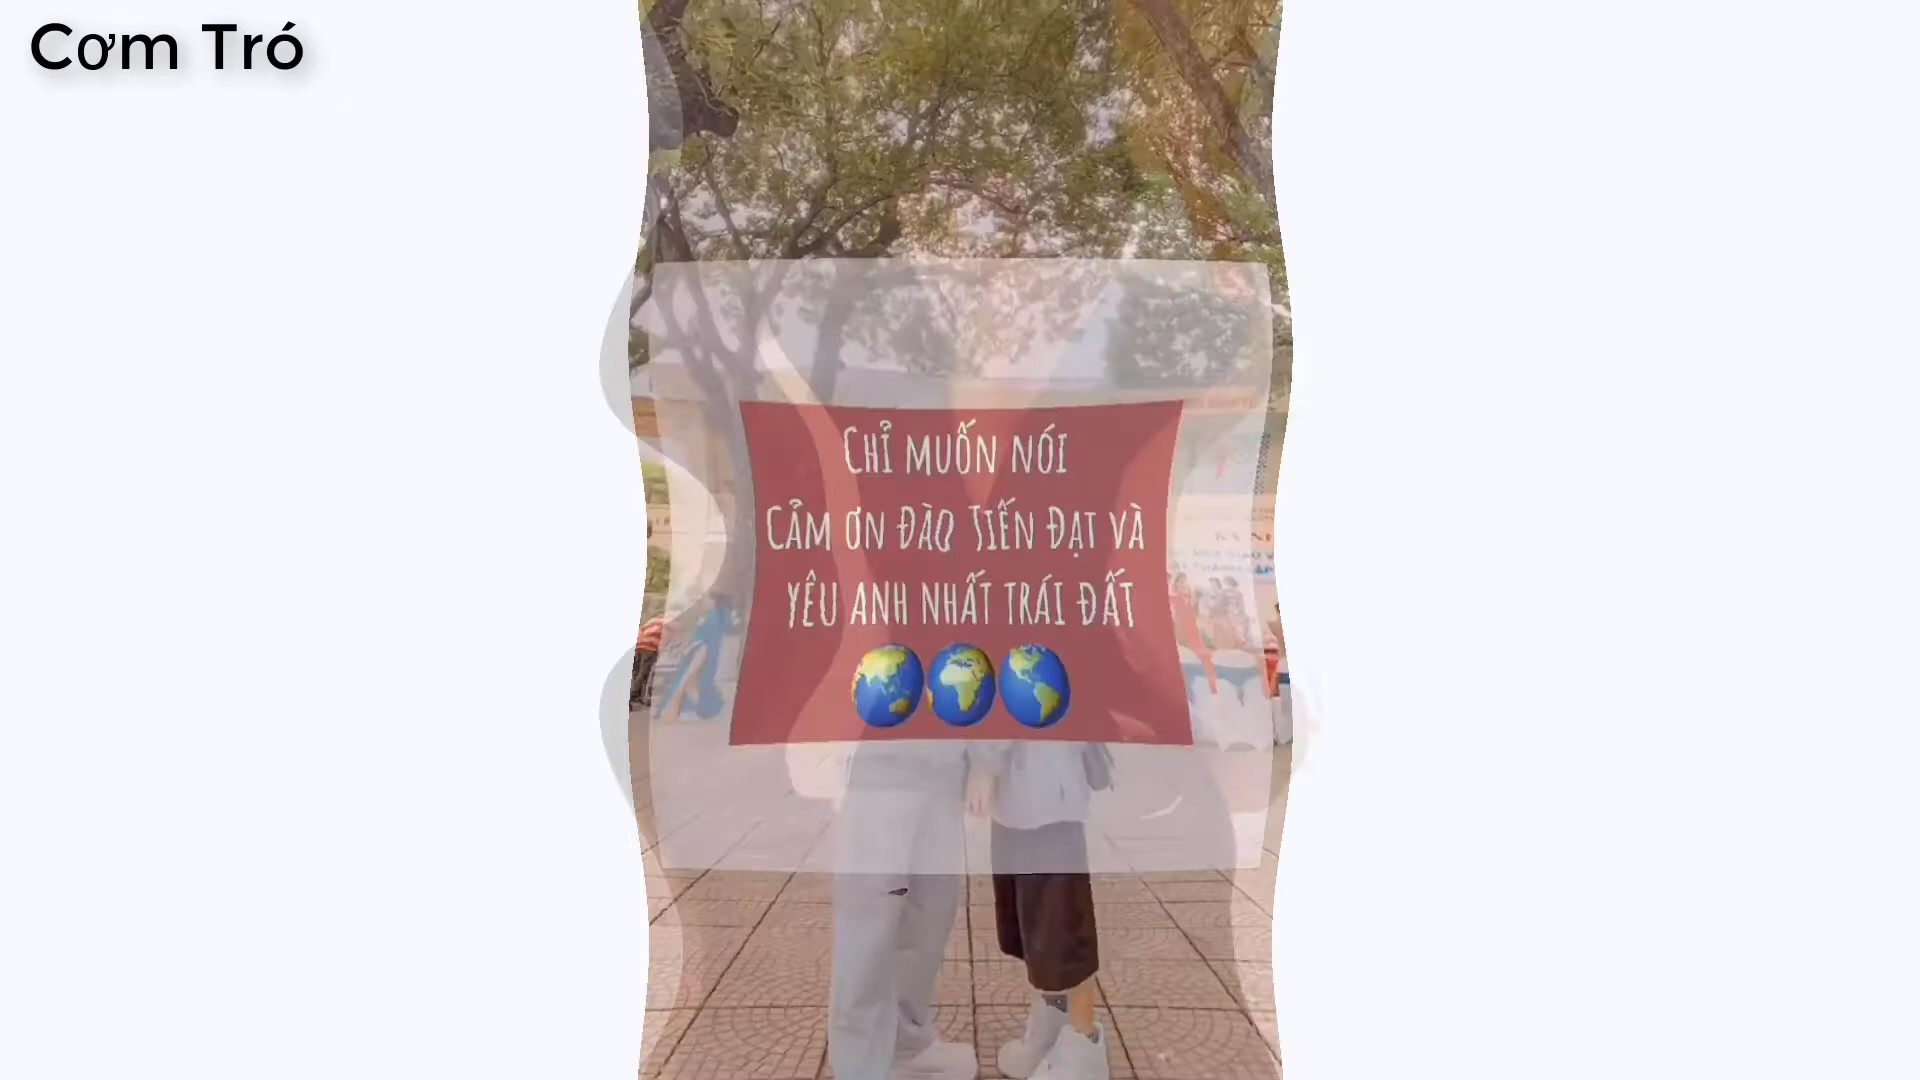 Cơm Tró
CHỈ MUỐN NÓI
CẢM ƠN ĐÀO TIẾN ĐẠT VÀ
YÊU ANH NHẤT TRÁI ĐẤT